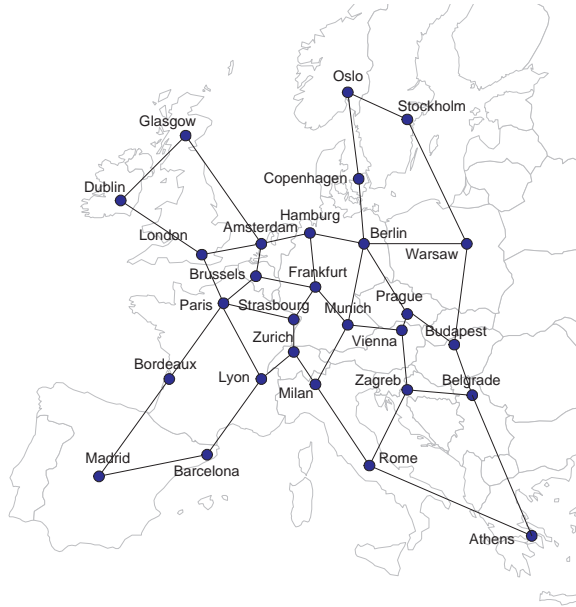 Oslo
Stockholm
Glasgow
Copenhagen
Dublin
Hamburg
London
Amsterdam
Berlin
Warsaw
Brussels
Frankfurt
Prague
Paris
Strasbourg
Munich
Budapest
Zurich
Vienna
Bordeaux
Lyon
Milan
Zagreb
Belgrade
Madrid
Barcelona
Rome
Athens